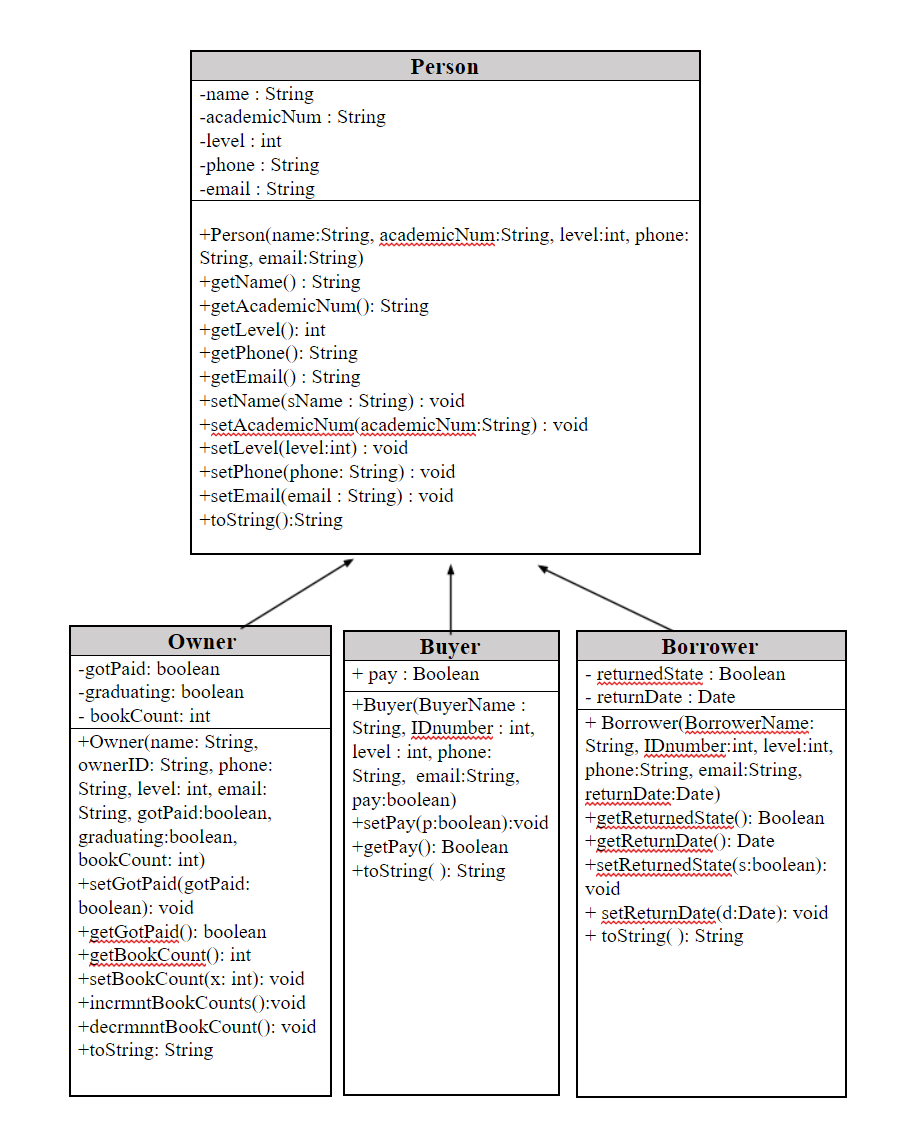 Person
-name : String
-academicNum : String
-level : int
-phone : String
-email : String
+Person(name:String, academicNum:String, level:int, phone:
String, email:String)
+getName() : String
+getAcademicNum(): String
+getLevel(): int
+getPhone(): String
+getEmail() : String
+setName(sName : String) : void
+setAcademicNum(academicNum:String) : void
+setLevel(level:int) : void
+setPhone(phone: String) : void
+setEmail(email : String) : void
+toString():String
Owner
-gotPaid: boolean
-graduating: boolean
- bookCount: int
+Owner(name: String,
ownerID: String, phone:
String, level: int, email:
String, gotPaid:boolean,
graduating:boolean,
bookCount: int)
+setGotPaid(gotPaid:
boolean): void
+getGotPaid(): boolean
+getBookCount(): int
+setBookCount(x: int): void
+incrmntBookCounts():void
+decrmnntBookCount(): void
+toString: String
Buyer
+ pay : Boolean
+Buyer(BuyerName :
String, IDnumber : int,
level : int, phone:
String, email:String,
pay:boolean)
+setPay(p:boolean):void
+getPay(): Boolean
+toString( ): String
Borrower
- returnedState : Boolean
- returnDate : Date
+ Borrower(BorrowerName:
String, IDnumber:int, level:int,
phone:String, email:String,
returnDate:Date)
+getReturnedState(): Boolean
+getReturnDate(): Date
+setReturnedState(s:boolean):
void
+ setReturnDate(d:Date): void
+ toString( ): String